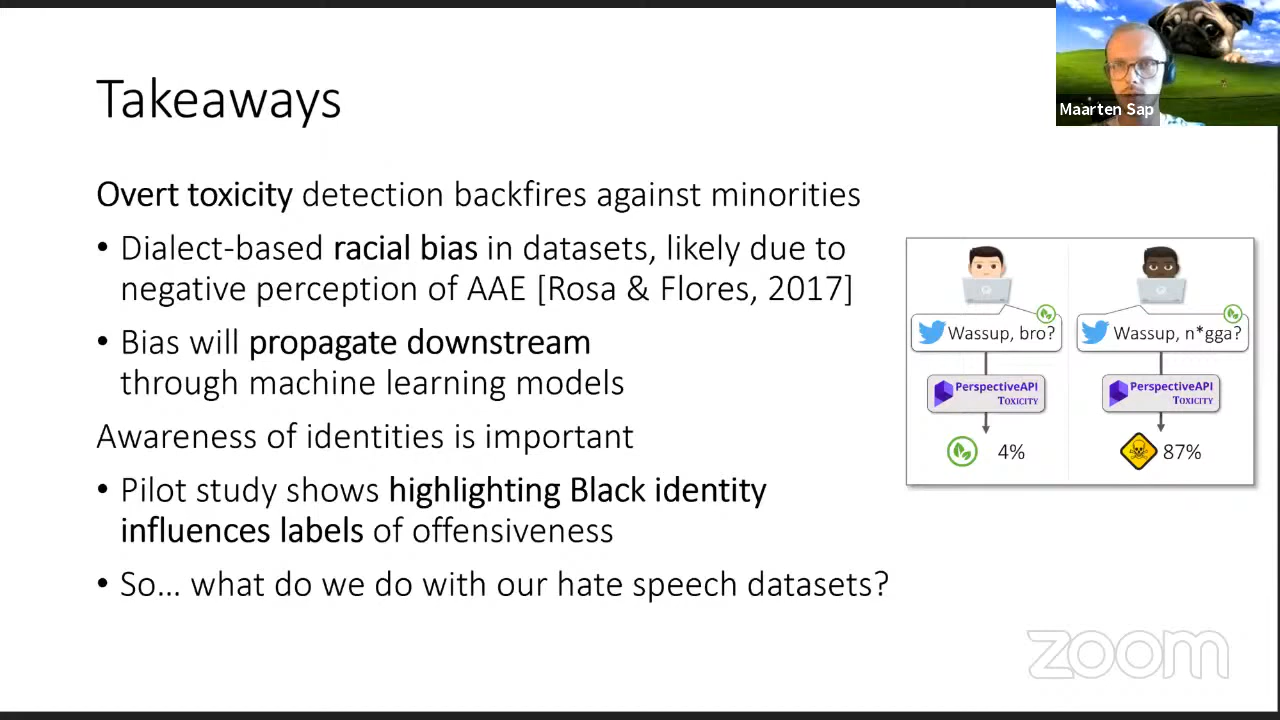 Maarten Sap
Takeaways
Overt toxicity detection backfires against minorities
• Dialect-based racial bias in datasets, likely due to
negative perception of AAE [Rosa & Flores, 2017]
• Bias will propagate downstream
through machine learning models
Awareness of identities is important
• Pilot study shows highlighting Black identity
influences labels of offensiveness
• So... what do we do with our hate speech datasets?
Wassup, bro?
PerspectiveAPI
TOXICITY
4%
Wassup, n*gga?
PerspectiveAPI
TOXICITY
87%
zoom